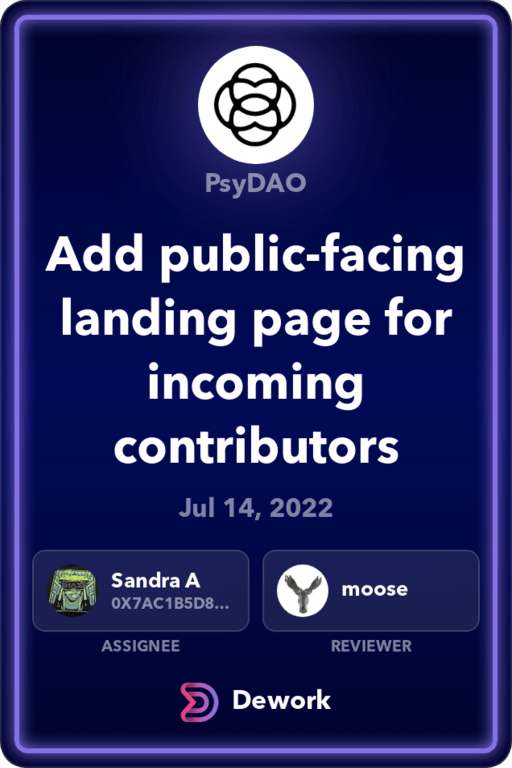 PsyDAO
Add public-facing
landing page for
incoming
contributors
Jul 14, 2022
Sandra A
0X7AC1B5D8...
moose
ASSIGNEE
REVIEWER
Dework